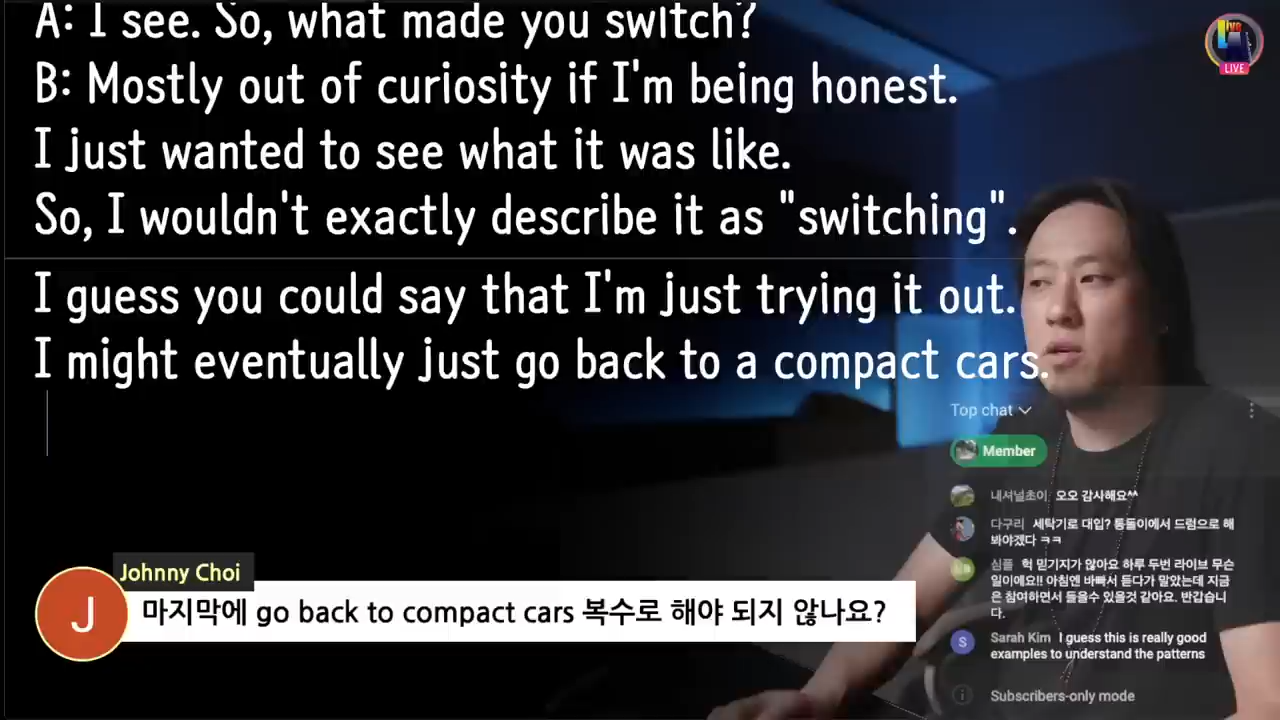 A: I see. So, what made you switch?
B: Mostly out of curiosity if I'm being honest.
I just wanted to see what it was like.
So, I wouldn't exactly describe it as "switching".
I guess you could say that I'm just trying it out.
I might eventually just go back to a compact cars.
Live
LIVE
Top chat
Member
내셔널초이 오오 감사해요^^
다구리 세탁기로 대입? 통돌이에서 드럼으로 해
봐야겠다 ㅋㅋ
심플 헉 믿기지가 않아요 하루 두번 라이브 무슨
일이에요!! 아침엔 바빠서 듣다가 말았는데 지금
은 참여하면서 들을수 있을것 같아요. 반갑습니
다.
S
Sarah Kim I guess this is really good
examples to understand the patterns
Subscribers-only mode
Johnny Choi
J
마지막에 go back to compact cars 복수로 해야 되지 않나요?